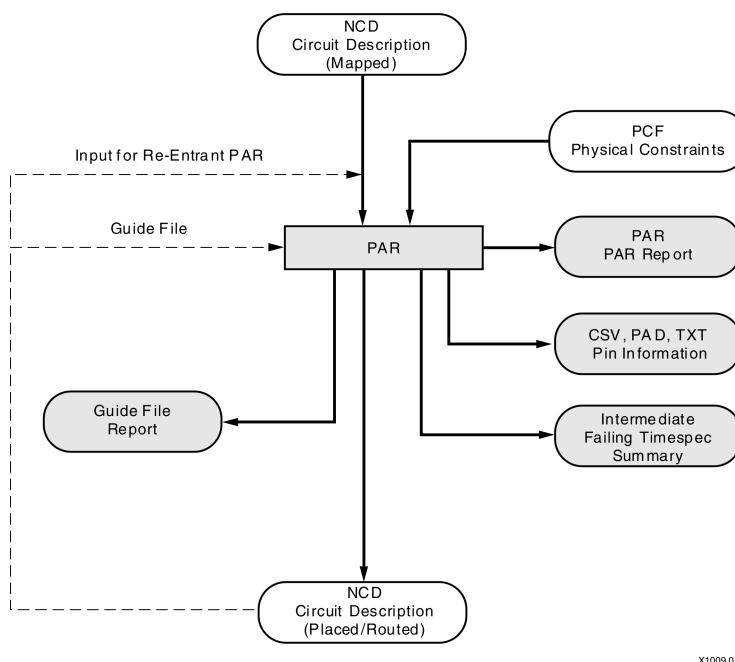 NCD
Circuit Description
(Mapped)
PCF
Physical Constraints
Input for Re-Entrant PAR
Guide File
PAR
PAR
PAR Report
CSV, PAD, TXT
Pin Information
Guide File
Report
Intermediate
Failing Timespec
Summary
NCD
Circuit Description
(Placed/Routed)